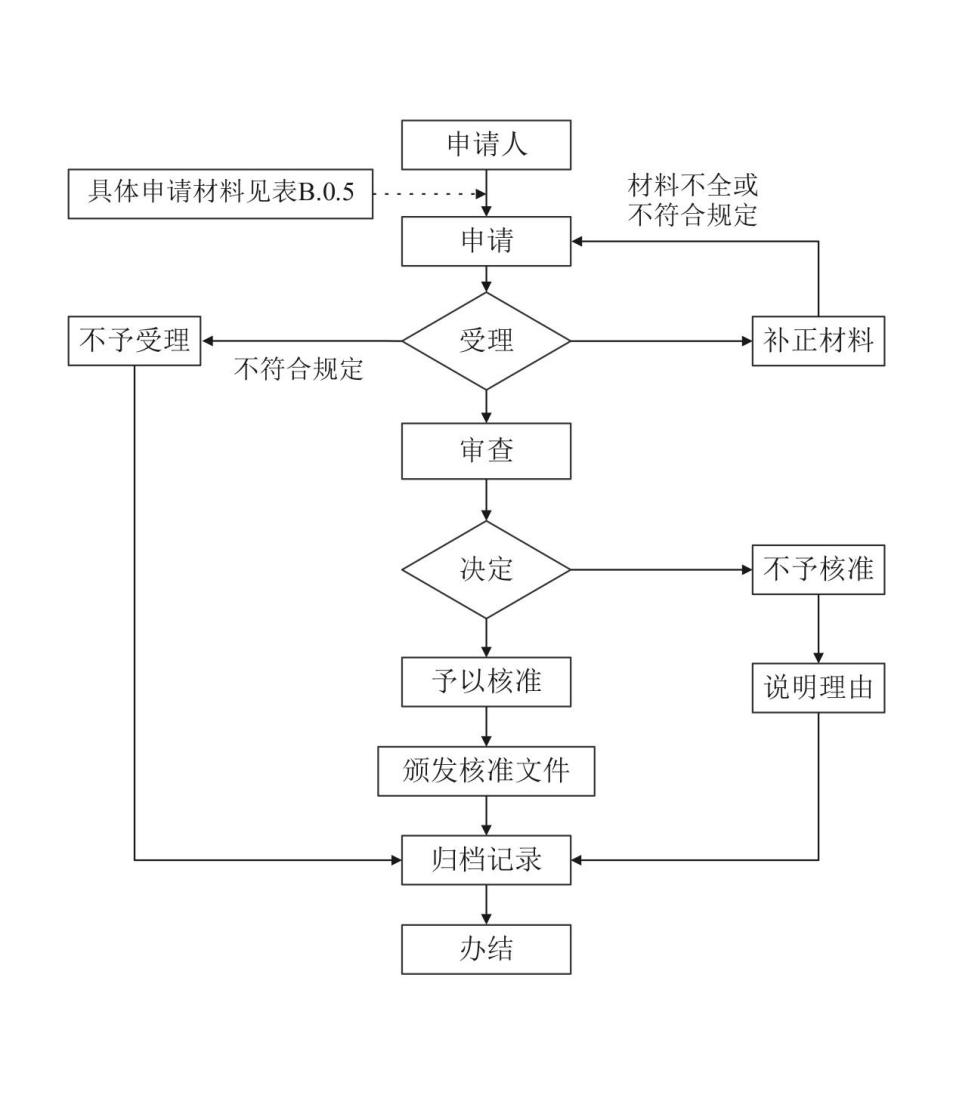 申请人
具体申请材料见表B.0.5
材料不全或
不符合规定
申请
不予受理
受理
补正材料
不符合规定
审查
决定
不予核准
予以核准
说明理由
颁发核准文件
归档记录
办结